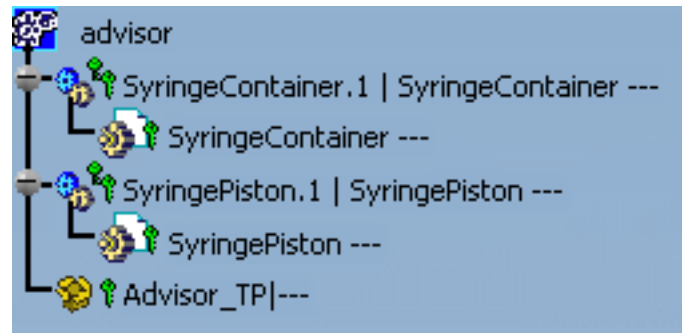 advisor
SyringeContainer.1 | SyringeContainer ---
SyringeContainer ---
SyringePiston.1 | SyringePiston ---
SyringePiston ---
Advisor_TP|---